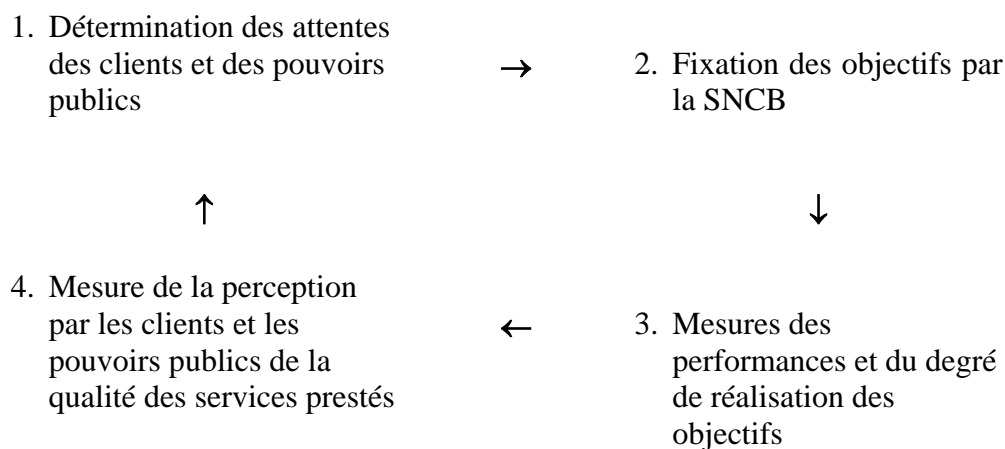 1. Détermination des attentes
des clients et des pouvoirs
publics
→
2. Fixation des objectifs par
la SNCB
↑
↓
4. Mesure de la perception
par les clients et les
pouvoirs publics de la
qualité des services prestés
←
3. Mesures des
performances et du degré
de réalisation des
objectifs